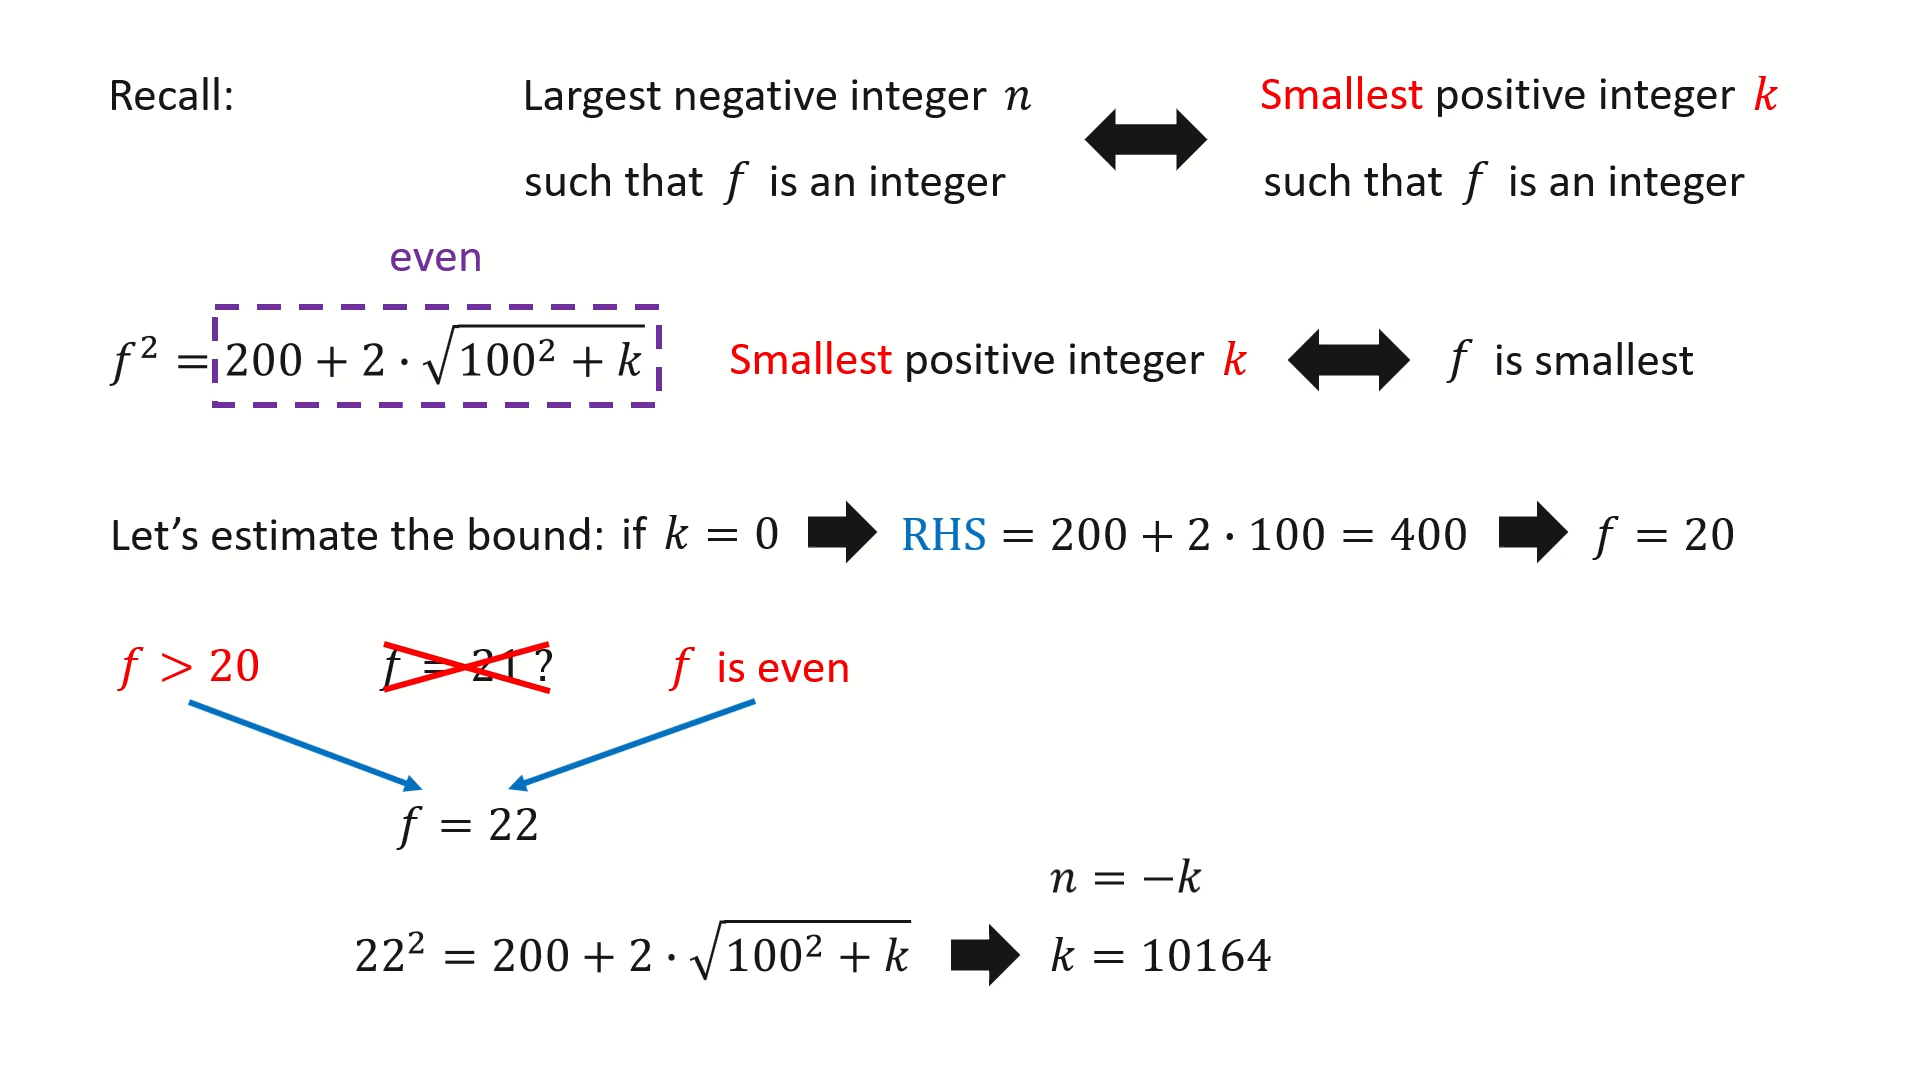 Recall: Largest negative integer n Smallest positive integer k
such that f is an integer such that f is an integer
even
f² = 200 + 2 · √(100² + k) Smallest positive integer k f is smallest
Let’s estimate the bound: if k = 0 RHS = 200 + 2 · 100 = 400 f = 20
f > 20 f = 21 ? f is even
f = 22
n = −k
22² = 200 + 2 · √(100² + k) k = 10164